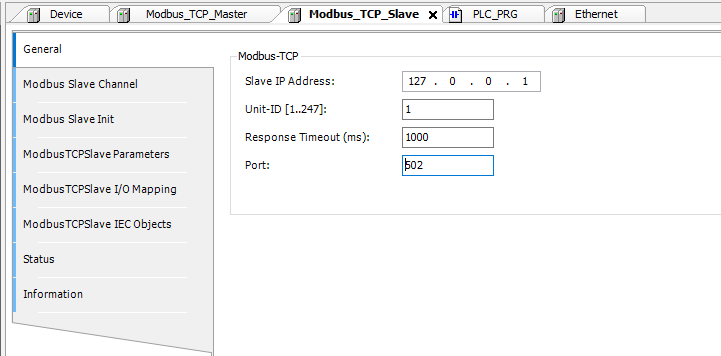 Device Modbus_TCP_Master Modbus_TCP_Slave PLC_PRG Ethernet
General
Modbus Slave Channel
Modbus Slave Init
ModbusTCPSlave Parameters
ModbusTCPSlave I/O Mapping
ModbusTCPSlave IEC Objects
Status
Information
Modbus-TCP
Slave IP Address: 127 . 0 . 0 . 1
Unit-ID [1..247]: 1
Response Timeout (ms): 1000
Port: 502